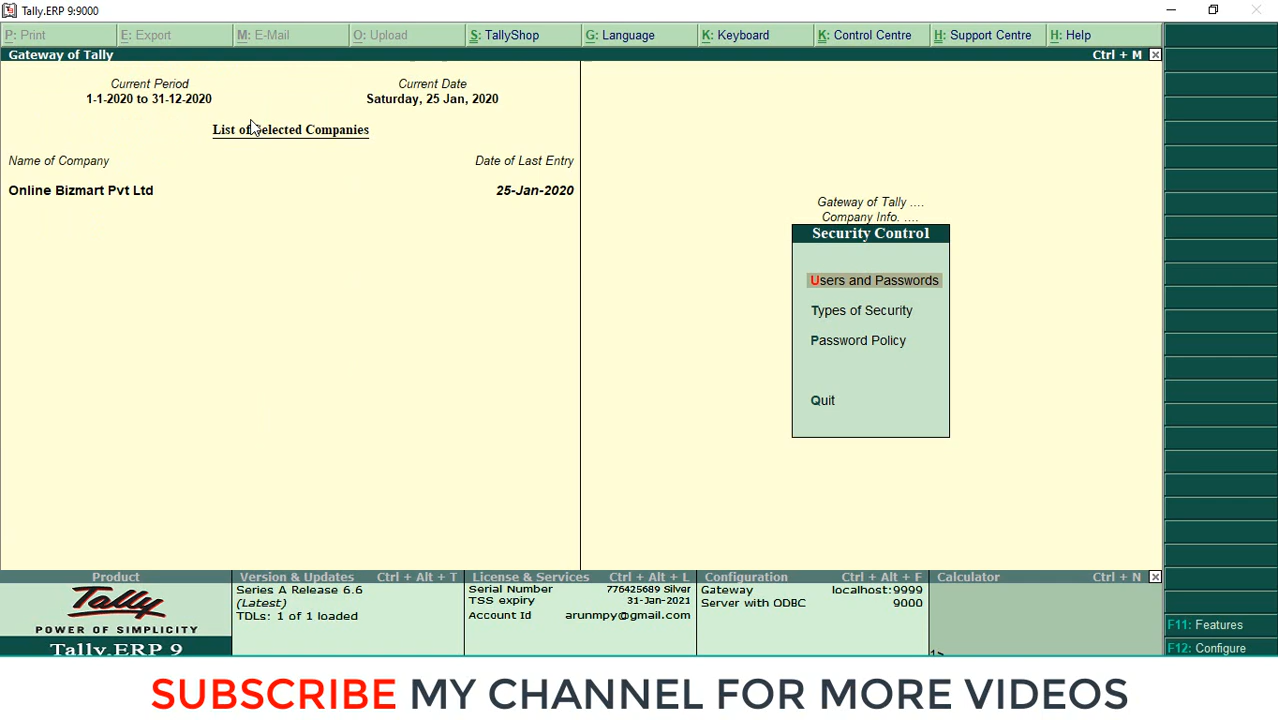 Tally.ERP 9:9000
P: Print
E: Export
M: E-Mail
O: Upload
S: TallyShop
G: Language
K: Keyboard
K: Control Centre
H: Support Centre
H: Help
Gateway of Tally
Ctrl + M
Current Period
1-1-2020 to 31-12-2020
Current Date
Saturday, 25 Jan, 2020
List of Selected Companies
Name of Company
Date of Last Entry
Online Bizmart Pvt Ltd
25-Jan-2020
Gateway of Tally ....
Company Info. ....
Security Control
Users and Passwords
Types of Security
Password Policy
Quit
Product
Tally
POWER OF SIMPLICITY
Tally.ERP 9
Version & Updates Ctrl + Alt + T
Series A Release 6.6
(Latest)
TDLs: 1 of 1 loaded
License & Services Ctrl + Alt + L
Serial Number 776425689 Silver
TSS expiry 31-Jan-2021
Account Id arunmpy@gmail.com
Configuration Ctrl + Alt + F
Gateway localhost:9999
Server with ODBC 9000
Calculator Ctrl + N
1>
F11: Features
F12: Configure
SUBSCRIBE MY CHANNEL FOR MORE VIDEOS